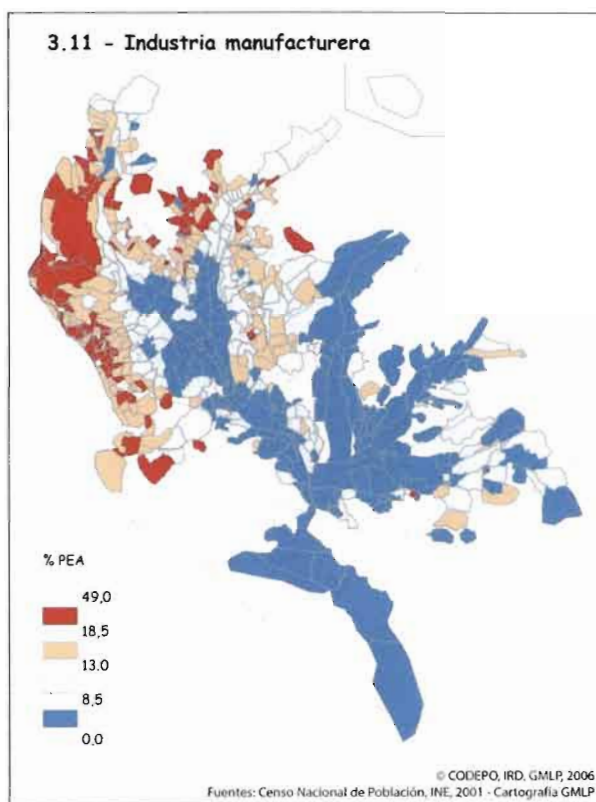 3.11 - Industria manufacturera
% PEA
49,0
18,5
13.0
8,5
0,0
© CODEPO, IRD, GMLP, 2006
Fuentes: Censo Nacional de Población, INE, 2001 - Cartografía GMLP